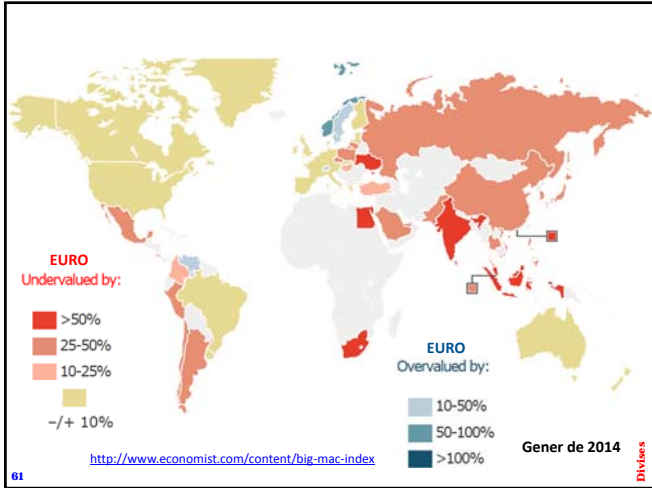 EURO
Undervalued by:
>50%
25-50%
10-25%
–/+ 10%
EURO
Overvalued by:
10-50%
50-100%
>100%
http://www.economist.com/content/big-mac-index
Gener de 2014
Divises
61